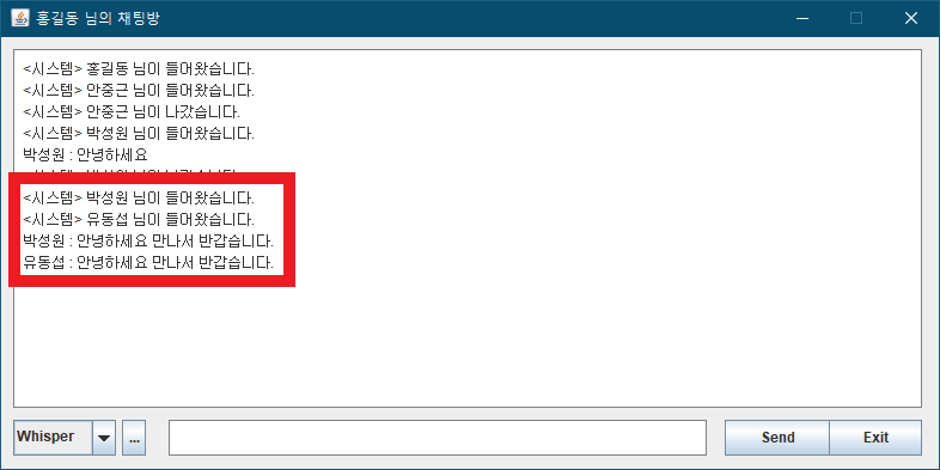 홍길동 님의 채팅방
<시스템> 홍길동 님이 들어왔습니다.
<시스템> 안중근 님이 들어왔습니다.
<시스템> 안중근 님이 나갔습니다.
<시스템> 박성원 님이 들어왔습니다.
박성원 : 안녕하세요
<시스템> 박성원 님이 들어왔습니다.
<시스템> 유동섭 님이 들어왔습니다.
박성원 : 안녕하세요 만나서 반갑습니다.
유동섭 : 안녕하세요 만나서 반갑습니다.
Whisper ... Send Exit